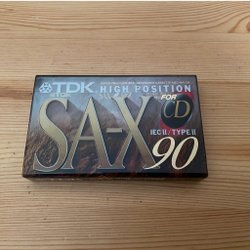 TDK HIGH POSITION
FOR
CD
SA-X 90
IEC II / TYPE II